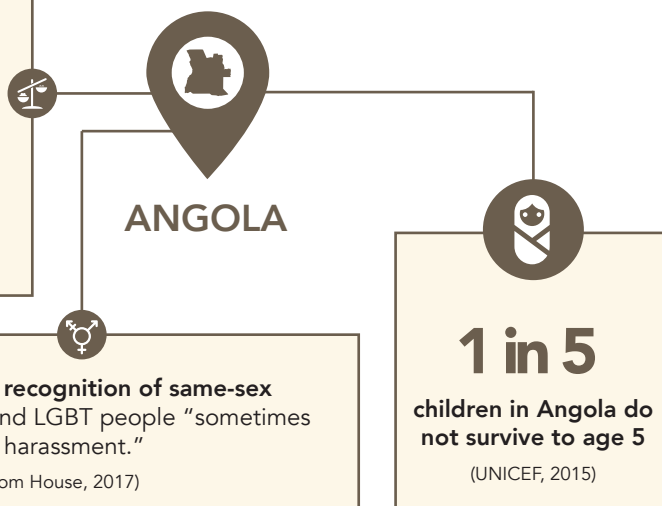 ANGOLA
recognition of same-sex
nd LGBT people “sometimes
harassment.”
om House, 2017)
1 in 5
children in Angola do
not survive to age 5
(UNICEF, 2015)